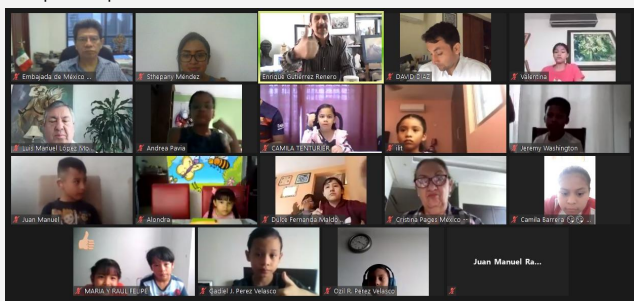 Embajada de México ...
Sthepany Méndez
Enrique Gutiérrez Renero
DAVID DIAZ
Valentina
Luis Manuel López Mo...
Andrea Pavia
CAMILA TENTURIER
ilit
Jeremy Washington
Juan Manuel
Alondra
Dulce Fernanda Maldo...
Cristina Pages México ...
Camila Barrera
MARIA Y RAUL FELIPE
Gadiel J. Perez Velasco
Ozil R. Perez Velasco
Juan Manuel Ra...